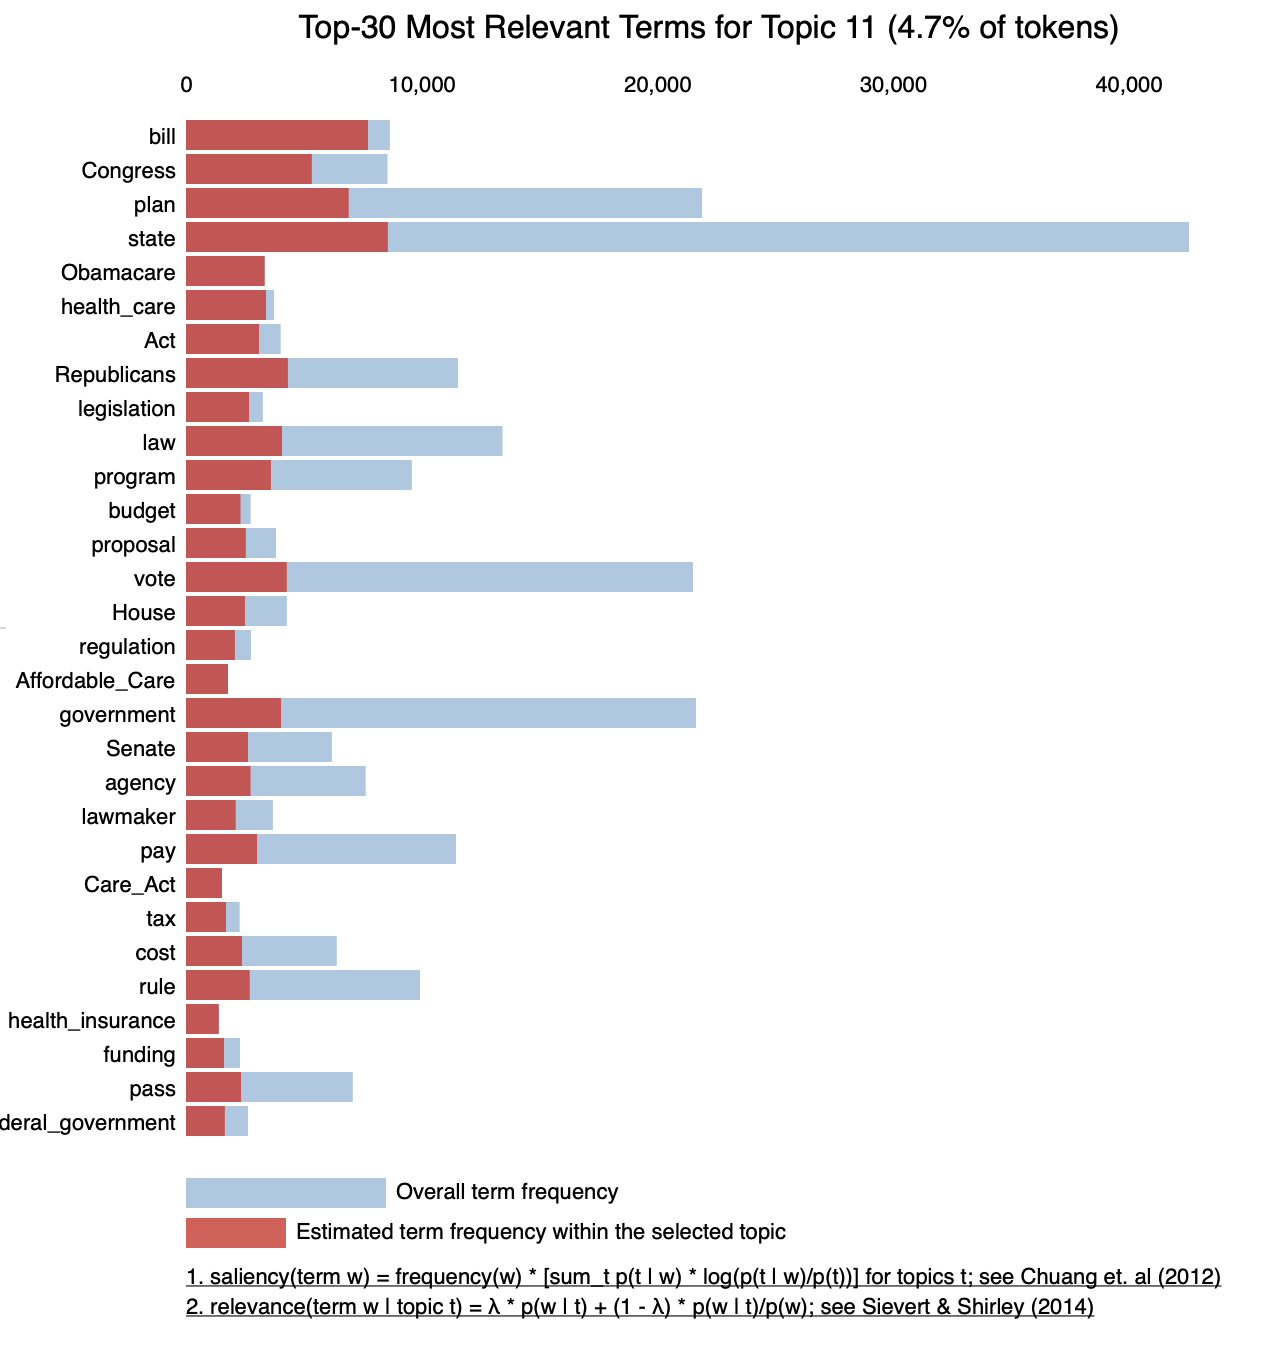 Top-30 Most Relevant Terms for Topic 11 (4.7% of tokens)
0 10,000 20,000 30,000 40,000
bill
Congress
plan
state
Obamacare
health_care
Act
Republicans
legislation
law
program
budget
proposal
vote
House
regulation
Affordable_Care
government
Senate
agency
lawmaker
pay
Care_Act
tax
cost
rule
health_insurance
funding
pass
deral_government
Overall term frequency
Estimated term frequency within the selected topic
1. saliency(term w) = frequency(w) * [sum_t p(t | w) * log(p(t | w)/p(t))] for topics t; see Chuang et. al (2012)
2. relevance(term w | topic t) = λ * p(w | t) + (1 - λ) * p(w | t)/p(w); see Sievert & Shirley (2014)